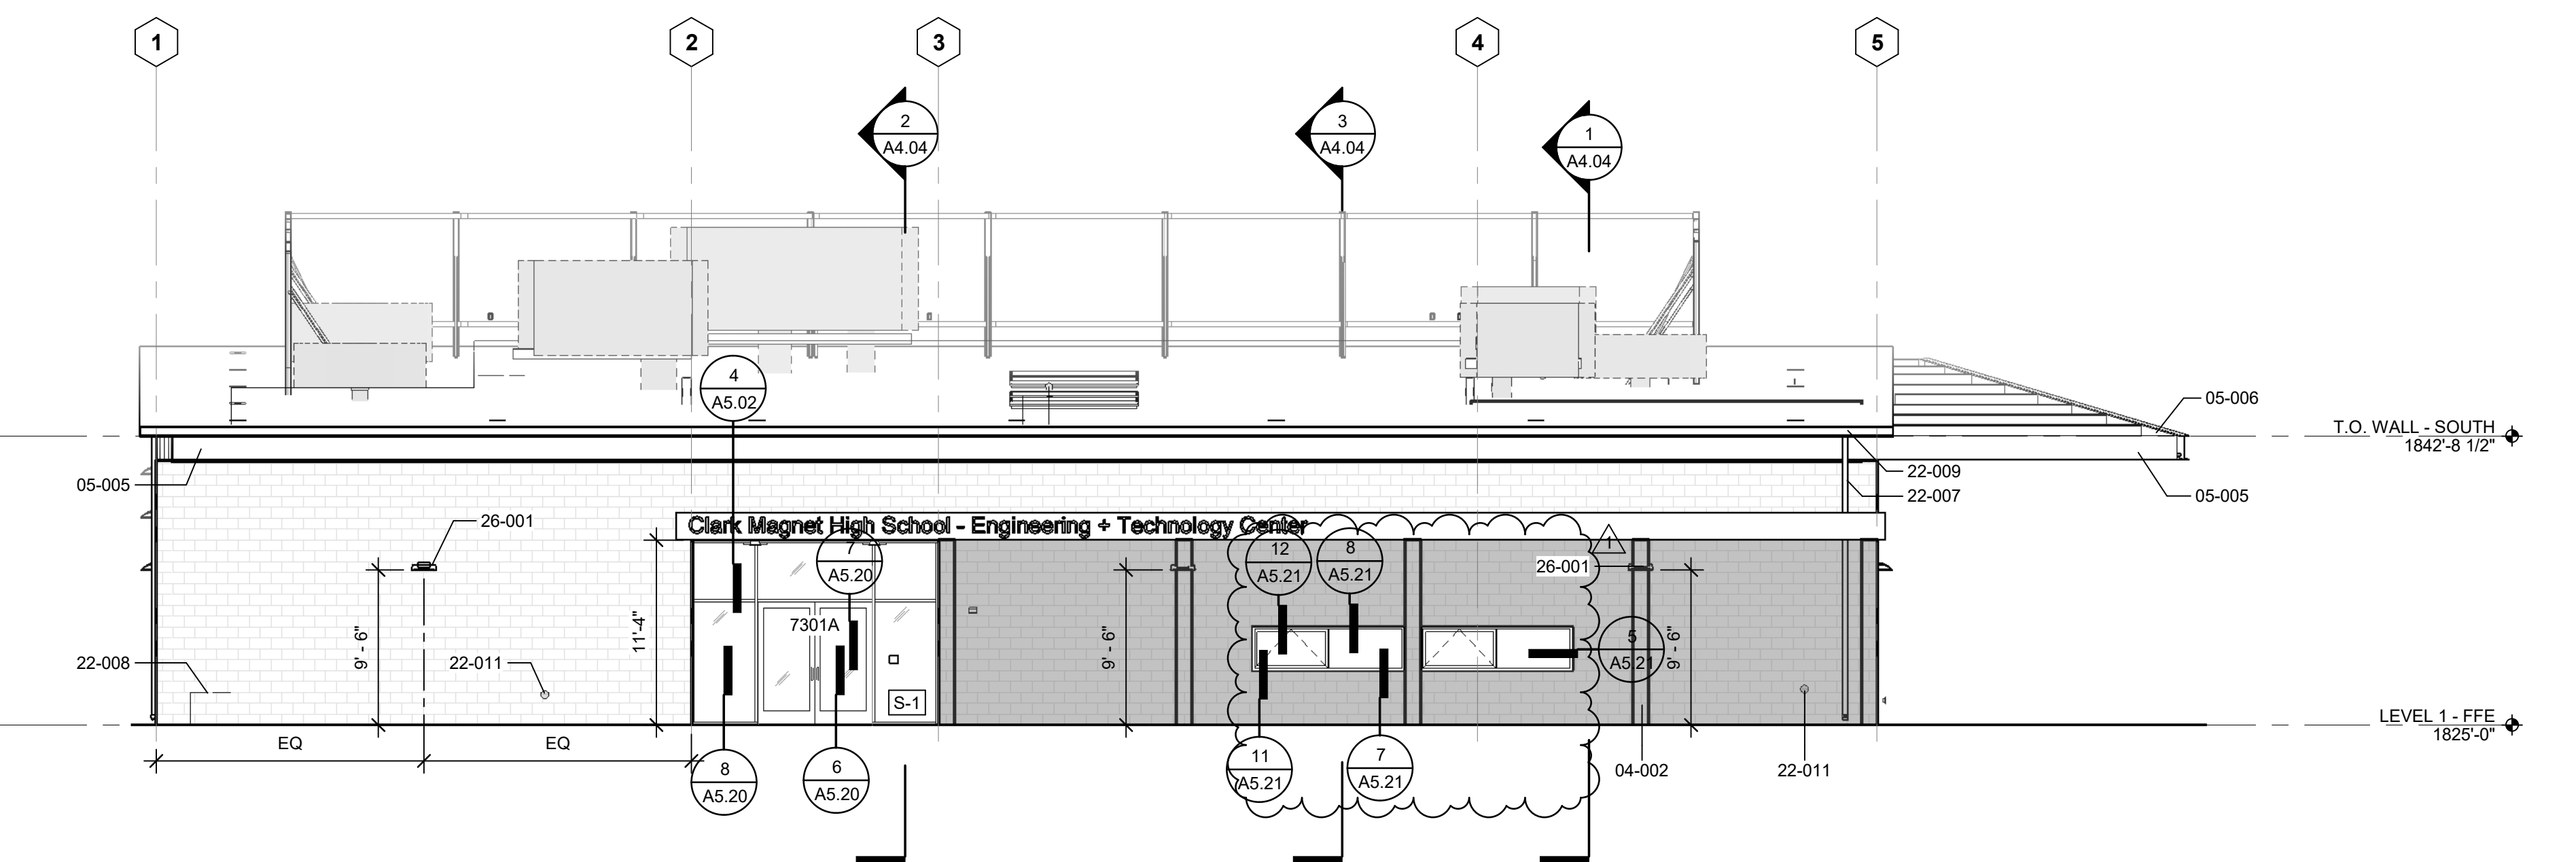 1
2
3
4
5
2
A4.04
3
A4.04
1
A4.04
4
A5.02
05-006
T.O. WALL - SOUTH
1842'-8 1/2"
22-009
22-007
05-005
05-005
26-001
Clark Magnet High School - Engineering + Technology Center
7
A5.20
12
A5.21
8
A5.21
1
26-001
9' - 6"
11'-4"
7301A
9' - 6"
5
A5.21
9' - 6"
22-008
22-011
S-1
LEVEL 1 - FFE
1825'-0"
EQ
EQ
8
A5.20
6
A5.20
11
A5.21
7
A5.21
04-002
22-011